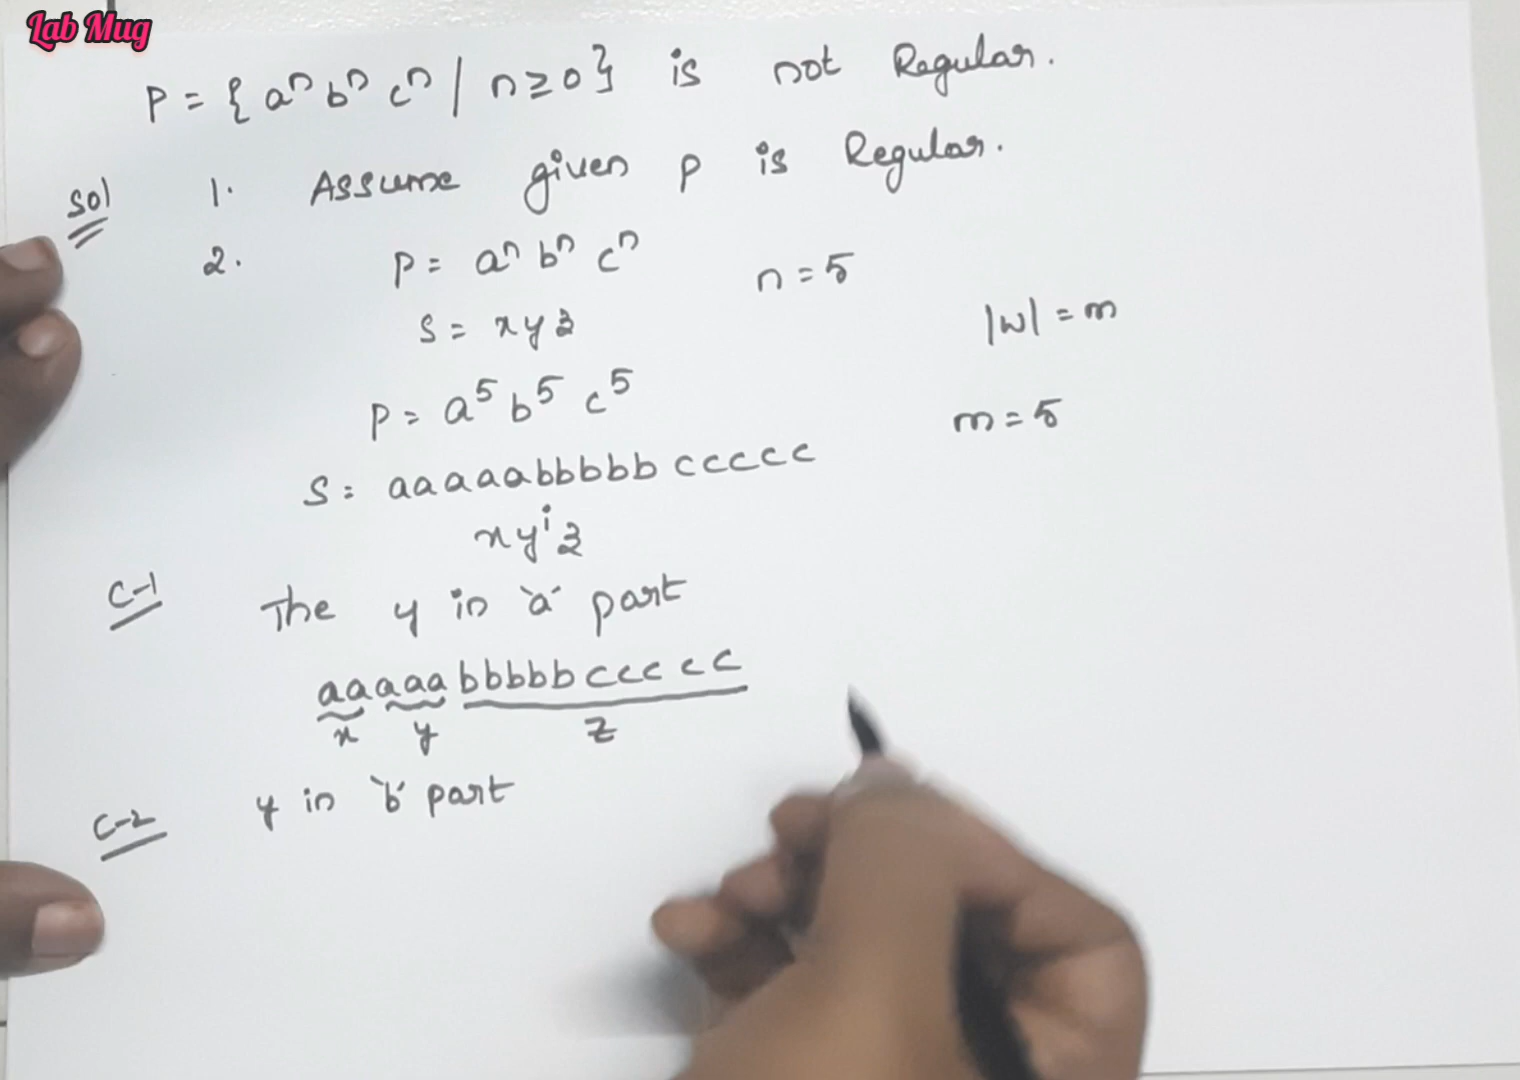 Lab Mug
P = { aⁿ bⁿ cⁿ / n ≥ 0 } is not Regular.
Sol 1. Assume given P is Regular.
2. P = aⁿ bⁿ cⁿ n = 5
S = xyz |w| = m
P = a⁵ b⁵ c⁵ m = 5
S = aaaaabbbbbccccc
xyⁱz
C-1 The y in 'a' part
aaaaabbbbbccccc
x y z
C-2 y in 'b' part